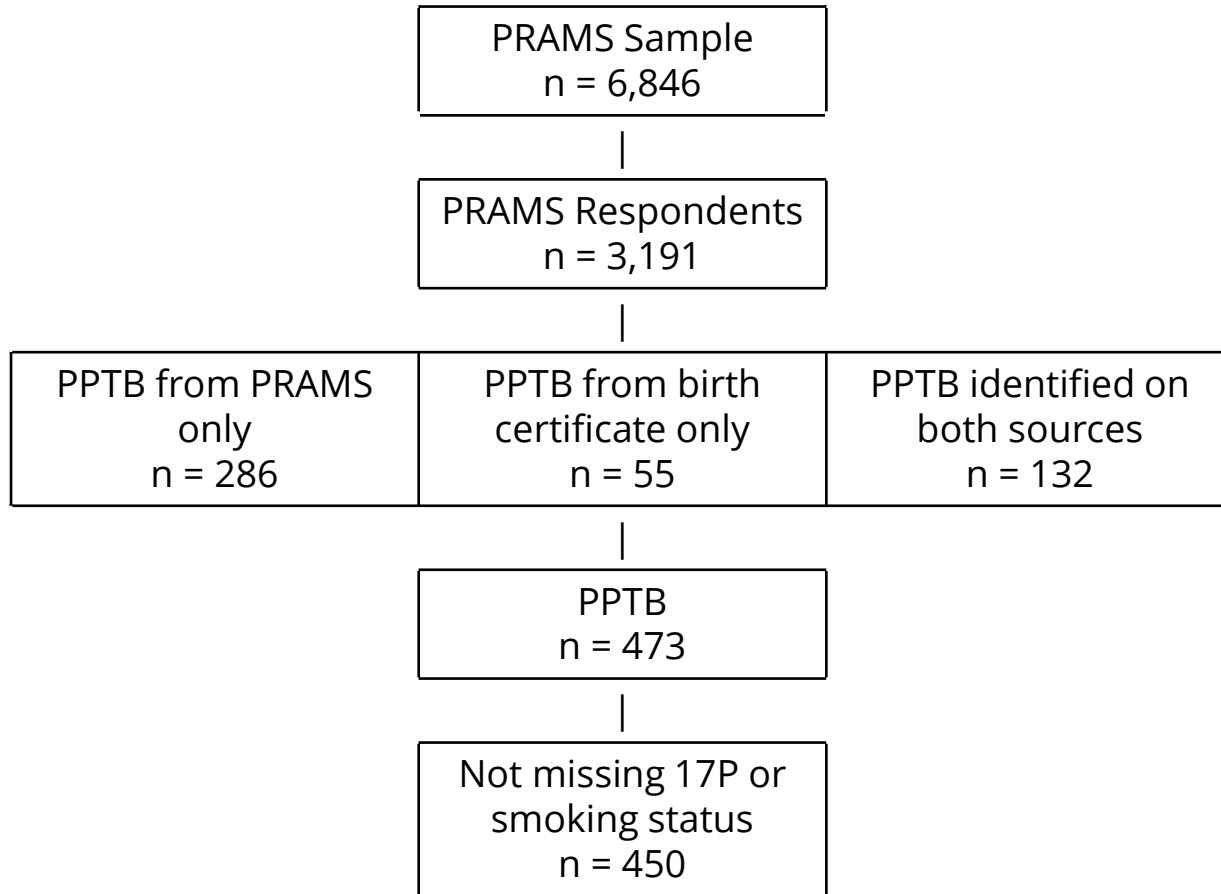 PRAMS Sample
n = 6,846
PRAMS Respondents
n = 3,191
PPTB from PRAMS
only
n = 286
PPTB from birth
certificate only
n = 55
PPTB identified on
both sources
n = 132
PPTB
n = 473
Not missing 17P or
smoking status
n = 450